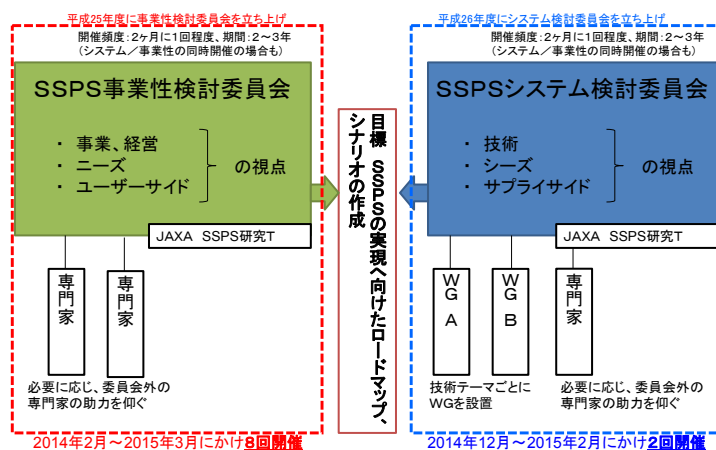 平成25年度に事業性検討委員会を立ち上げ
開催頻度:2ヶ月に1回程度、期間:2～3年
(システム／事業性の同時開催の場合も)
SSPS事業性検討委員会
・ 事業、経営
・ ニーズ
・ ユーザーサイド
の視点
JAXA SSPS研究T
専門家
専門家
必要に応じ、委員会外の
専門家の助力を仰ぐ
2014年2月～2015年3月にかけ8回開催
目標 SSPSの実現へ向けたロードマップ、
シナリオの作成
平成26年度にシステム検討委員会を立ち上げ
開催頻度:2ヶ月に1回程度、期間:2～3年
(システム／事業性の同時開催の場合も)
SSPSシステム検討委員会
・ 技術
・ シーズ
・ サプライサイド
の視点
JAXA SSPS研究T
WG A
WG B
専門家
技術テーマごとに
WGを設置
必要に応じ、委員会外の
専門家の助力を仰ぐ
2014年12月～2015年2月にかけ2回開催